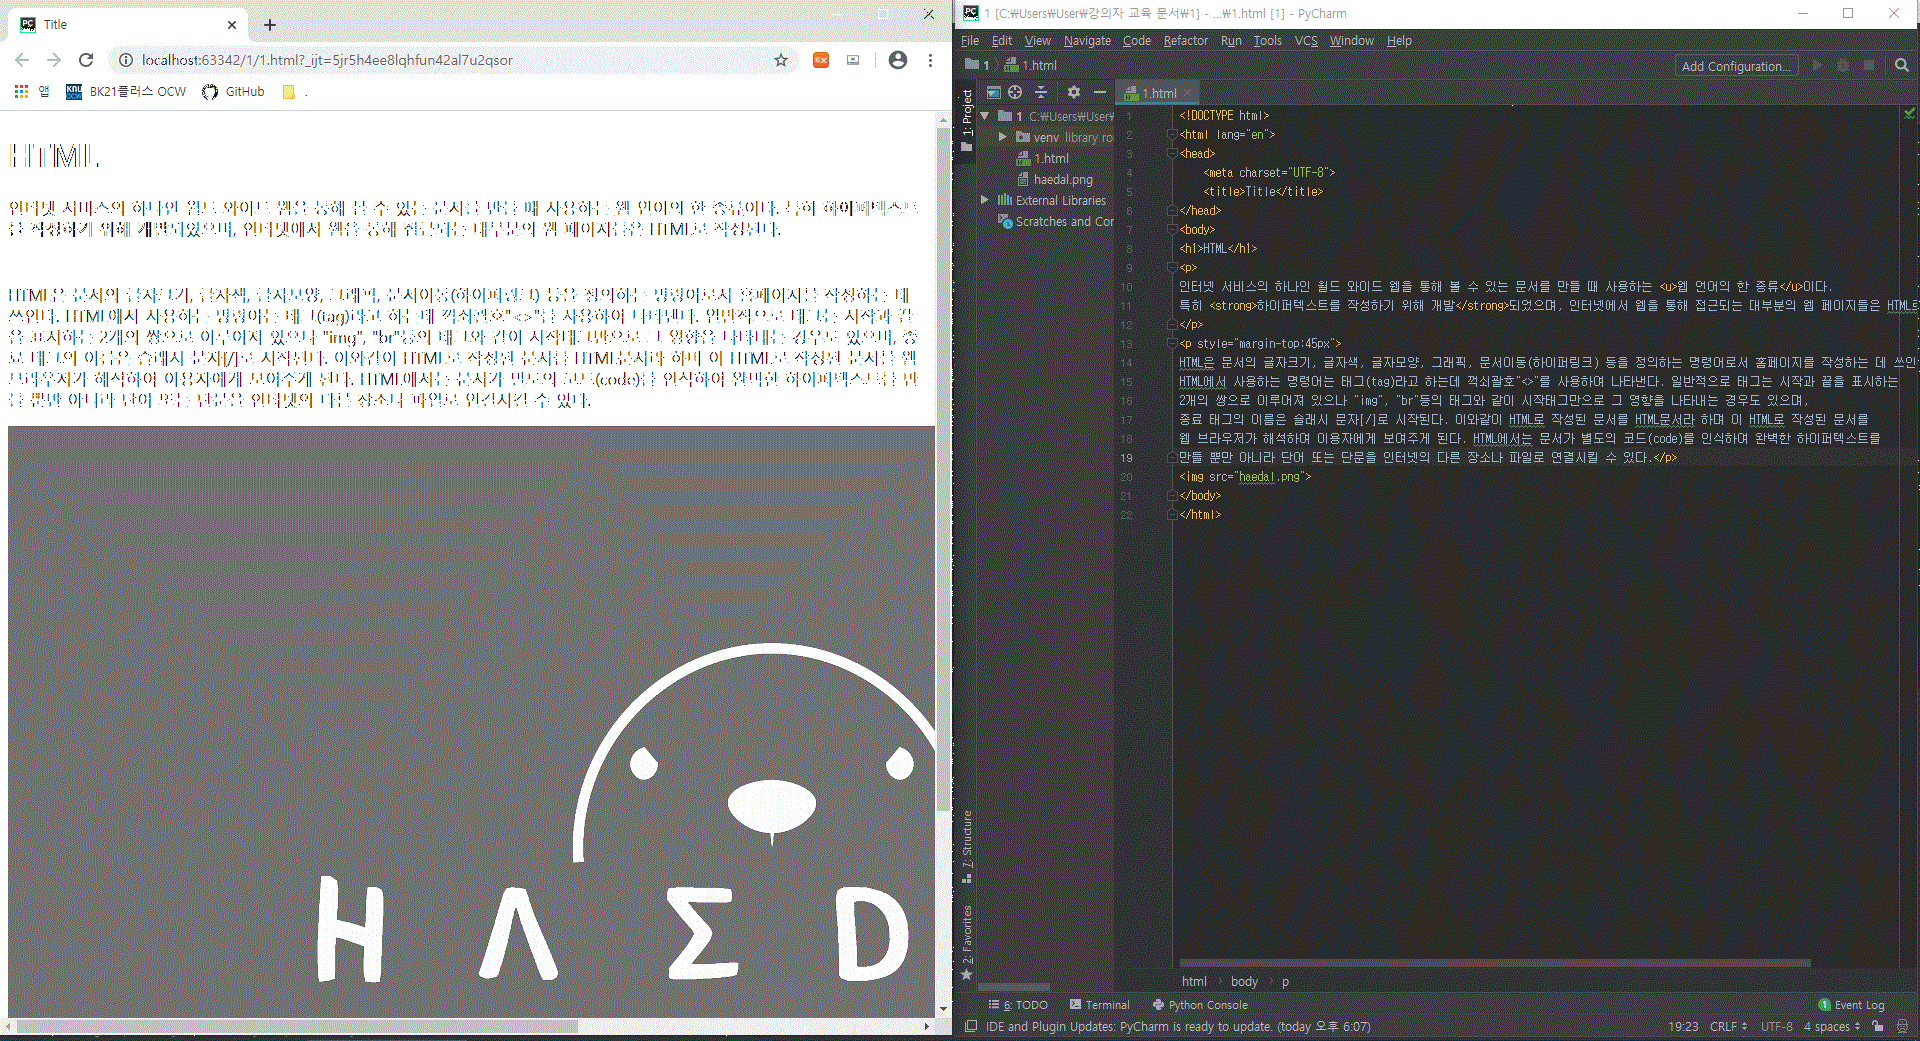 Title
localhost:63342/1/1.html?_ijt=5jr5h4ee8lqhfun42al7u2qsor
앱
BK21플러스 OCW
GitHub
.
HTML
인터넷 서비스의 하나인 월드 와이드 웹을 통해 볼 수 있는 문서를 만들 때 사용하는 웹 언어의 한 종류이다. 특히 하이퍼텍스트
를 작성하기 위해 개발되었으며, 인터넷에서 웹을 통해 접근되는 대부분의 웹 페이지들은 HTML로 작성된다.
HTML은 문서의 글자크기, 글자색, 글자모양, 그래픽, 문서이동(하이퍼링크) 등을 정의하는 명령어로서 홈페이지를 작성하는 데
쓰인다. HTML에서 사용하는 명령어는 태그(tag)라고 하는데 꺽쇠괄호"<>"를 사용하여 나타낸다. 일반적으로 태그는 시작과 끝
을 표시하는 2개의 쌍으로 이루어져 있으나 "img", "br"등의 태그와 같이 시작태그만으로 그 영향을 나타내는 경우도 있으며, 종
료 태그의 이름은 슬래시 문자[/]로 시작된다. 이와같이 HTML로 작성된 문서를 HTML문서라 하며 이 HTML로 작성된 문서를 웹
브라우저가 해석하여 이용자에게 보여주게 된다. HTML에서는 문서가 별도의 코드(code)를 인식하여 완벽한 하이퍼텍스트를 만
들 뿐만 아니라 단어 또는 단문을 인터넷의 다른 장소나 파일로 연결시킬 수 있다.
HΛΣD
1 [C:₩Users₩User₩강의자 교육 문서₩1] - ...₩1.html [1] - PyCharm
File Edit View Navigate Code Refactor Run Tools VCS Window Help
1 1.html
Add Configuration...
1: Project
1.html
1 C:₩Users₩User₩
venv library ro
1.html
haedal.png
External Libraries
Scratches and Cor
7: Structure
2: Favorites
1 <!DOCTYPE html>
2 <html lang="en">
3 <head>
4 <meta charset="UTF-8">
5 <title>Title</title>
6 </head>
7 <body>
8 <h1>HTML</h1>
9 <p>
10 인터넷 서비스의 하나인 월드 와이드 웹을 통해 볼 수 있는 문서를 만들 때 사용하는 <u>웹 언어의 한 종류</u>이다.
11 특히 <strong>하이퍼텍스트를 작성하기 위해 개발</strong>되었으며, 인터넷에서 웹을 통해 접근되는 대부분의 웹 페이지들은 HTML로
12 </p>
13 <p style="margin-top:45px">
14 HTML은 문서의 글자크기, 글자색, 글자모양, 그래픽, 문서이동(하이퍼링크) 등을 정의하는 명령어로서 홈페이지를 작성하는 데 쓰인
15 HTML에서 사용하는 명령어는 태그(tag)라고 하는데 꺽쇠괄호"<>"를 사용하여 나타낸다. 일반적으로 태그는 시작과 끝을 표시하는
16 2개의 쌍으로 이루어져 있으나 "img", "br"등의 태그와 같이 시작태그만으로 그 영향을 나타내는 경우도 있으며,
17 종료 태그의 이름은 슬래시 문자[/]로 시작된다. 이와같이 HTML로 작성된 문서를 HTML문서라 하며 이 HTML로 작성된 문서를
18 웹 브라우저가 해석하여 이용자에게 보여주게 된다. HTML에서는 문서가 별도의 코드(code)를 인식하여 완벽한 하이퍼텍스트를
19 만들 뿐만 아니라 단어 또는 단문을 인터넷의 다른 장소나 파일로 연결시킬 수 있다.</p>
20 <img src="haedal.png">
21 </body>
22 </html>
html body p
6: TODO Terminal Python Console
1 Event Log
IDE and Plugin Updates: PyCharm is ready to update. (today 오후 6:07)
19:23 CRLF UTF-8 4 spaces